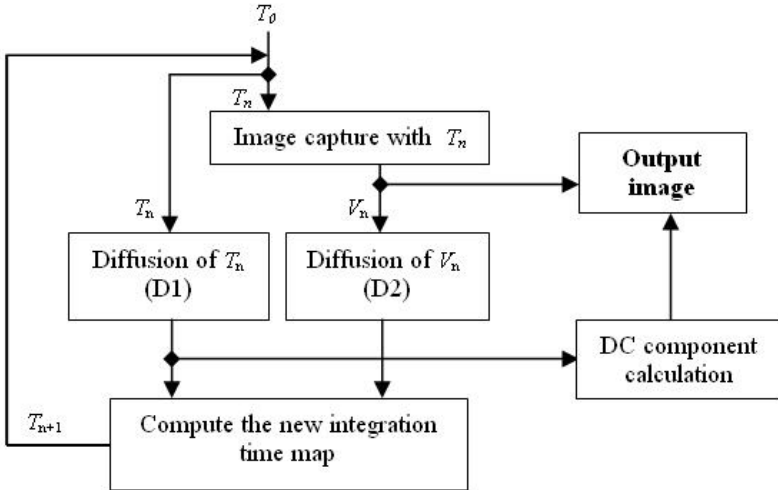 T₀
Tₙ
Image capture with Tₙ
Output
image
Tₙ
Vₙ
Diffusion of Tₙ
(D1)
Diffusion of Vₙ
(D2)
DC component
calculation
Tₙ₊₁
Compute the new integration
time map